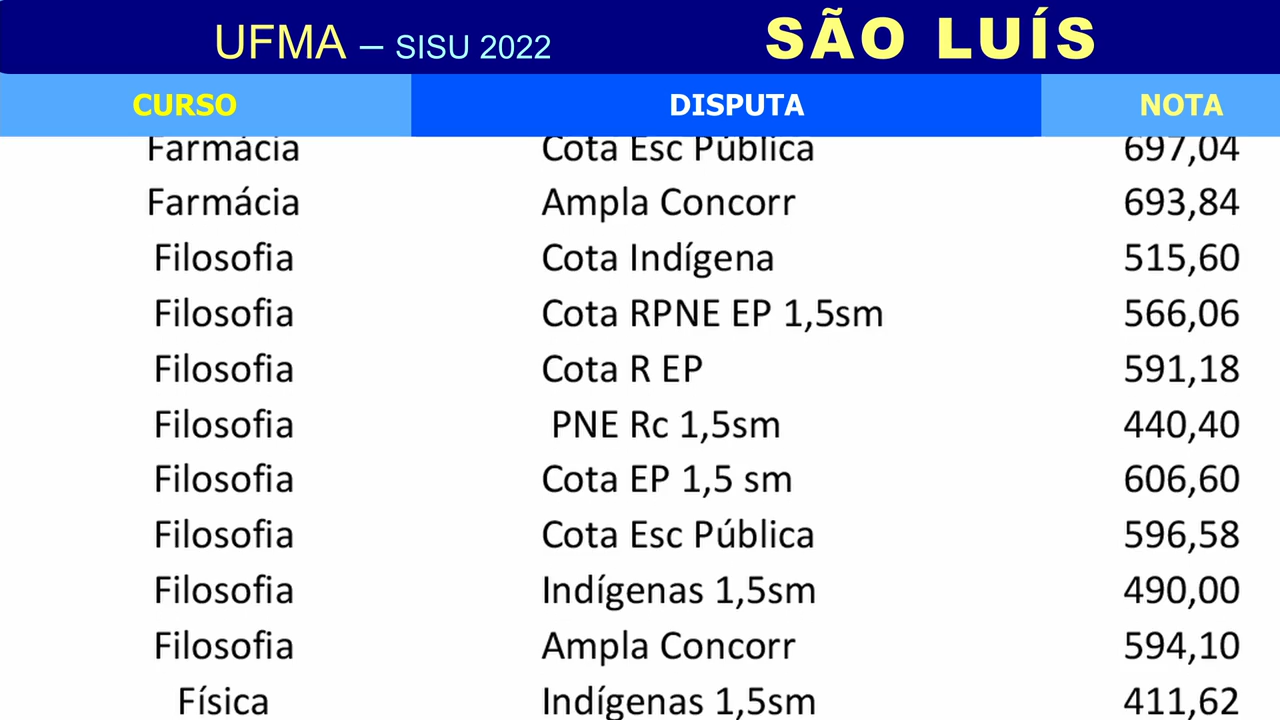 UFMA – SISU 2022 SÃO LUÍS
CURSO DISPUTA NOTA
Farmácia Cota Esc Pública 697,04
Farmácia Ampla Concorr 693,84
Filosofia Cota Indígena 515,60
Filosofia Cota RPNE EP 1,5sm 566,06
Filosofia Cota R EP 591,18
Filosofia PNE Rc 1,5sm 440,40
Filosofia Cota EP 1,5 sm 606,60
Filosofia Cota Esc Pública 596,58
Filosofia Indígenas 1,5sm 490,00
Filosofia Ampla Concorr 594,10
Física Indígenas 1,5sm 411,62